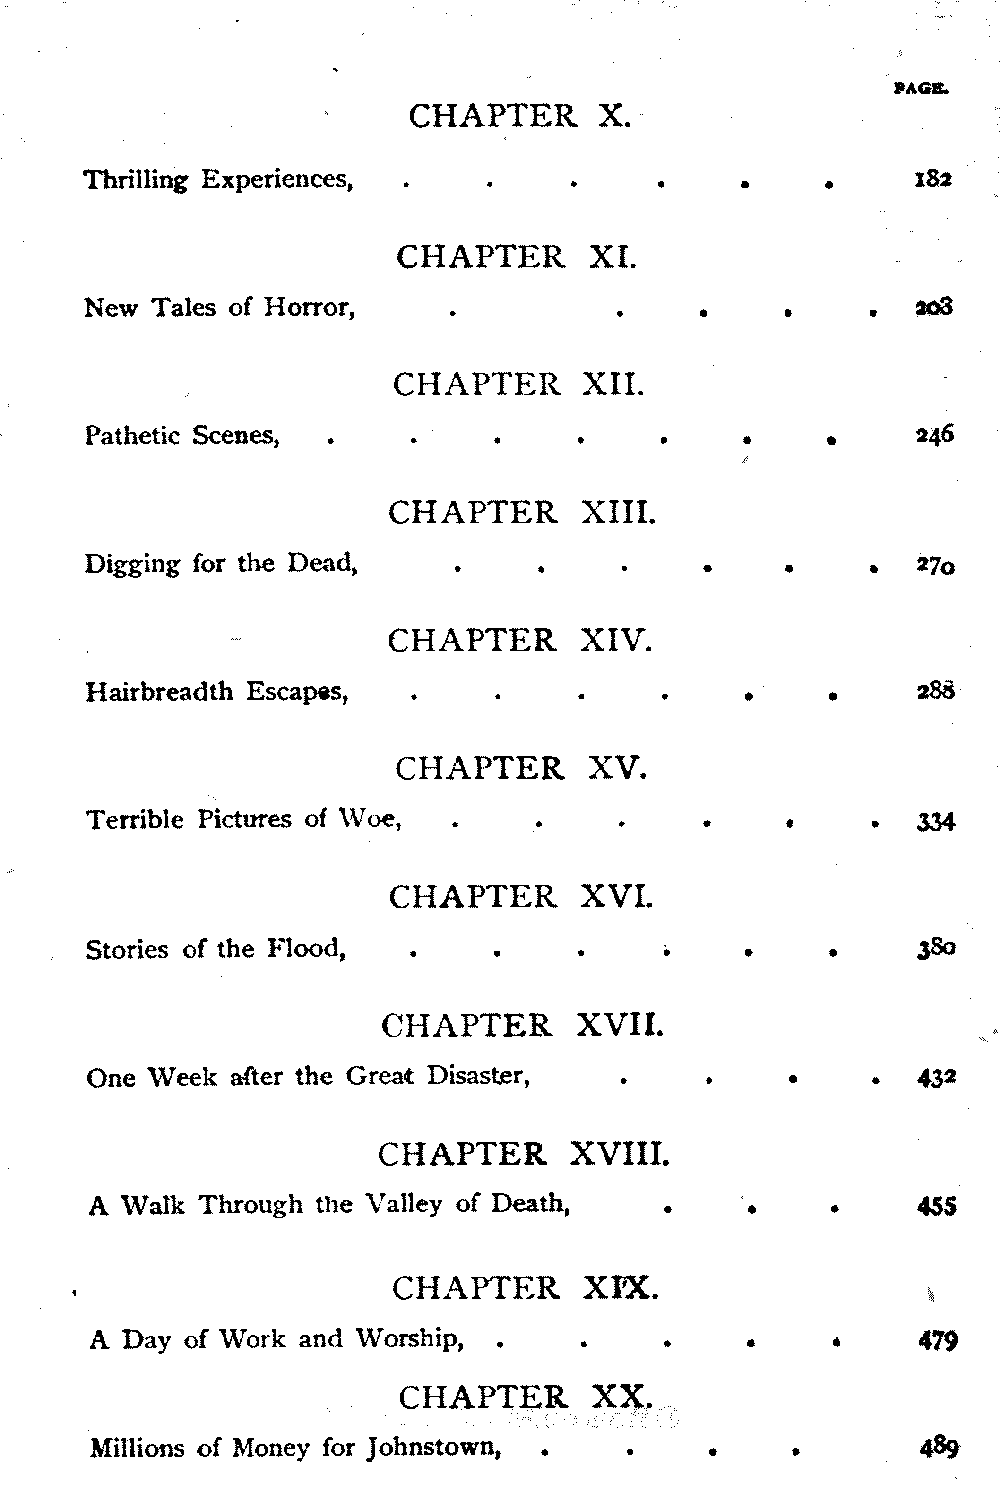 PAGE.
CHAPTER X.
Thrilling Experiences, . . . . . . 182
CHAPTER XI.
New Tales of Horror, . . . . . 208
CHAPTER XII.
Pathetic Scenes, . . . . . . . 246
CHAPTER XIII.
Digging for the Dead, . . . . . . 270
CHAPTER XIV.
Hairbreadth Escapes, . . . . . . 288
CHAPTER XV.
Terrible Pictures of Woe, . . . . . . 334
CHAPTER XVI.
Stories of the Flood, . . . . . . 380
CHAPTER XVII.
One Week after the Great Disaster, . . . . 432
CHAPTER XVIII.
A Walk Through the Valley of Death, . . . 455
CHAPTER XIX.
A Day of Work and Worship, . . . . . 479
CHAPTER XX.
Millions of Money for Johnstown, . . . . 489